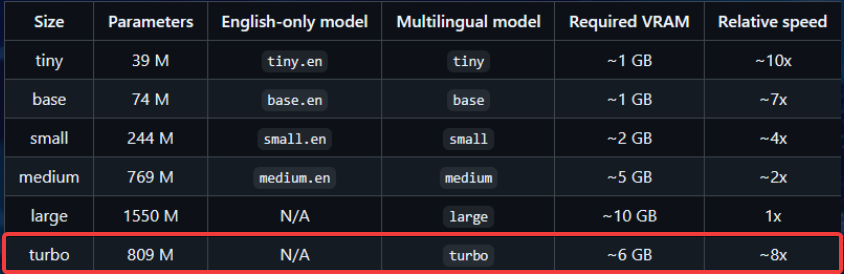 Size Parameters English-only model Multilingual model Required VRAM Relative speed
tiny 39 M tiny.en tiny ~1 GB ~10x
base 74 M base.en base ~1 GB ~7x
small 244 M small.en small ~2 GB ~4x
medium 769 M medium.en medium ~5 GB ~2x
large 1550 M N/A large ~10 GB 1x
turbo 809 M N/A turbo ~6 GB ~8x